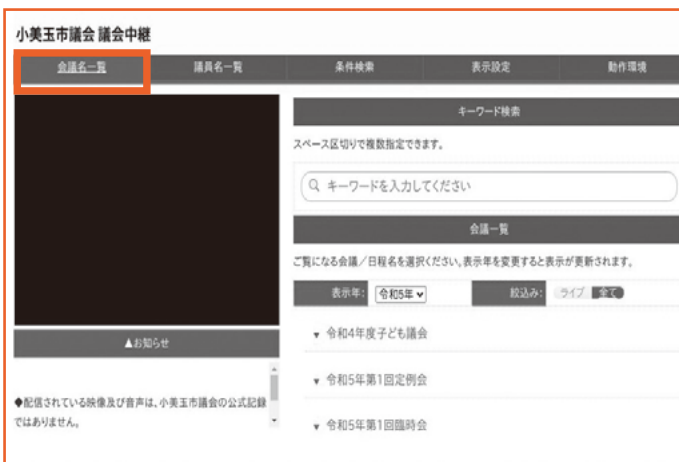 小美玉市議会 議会中継
会議名一覧 議員名一覧 条件検索 表示設定 動作環境
キーワード検索
スペース区切りで複数指定できます。
キーワードを入力してください
会議一覧
ご覧になる会議／日程名を選択ください。表示年を変更すると表示が更新されます。
表示年: 令和5年 絞込み: ライブ 全て
▼ 令和4年度子ども議会
▼ 令和5年第1回定例会
▼ 令和5年第1回臨時会
▲お知らせ
◆配信されている映像及び音声は、小美玉市議会の公式記録
ではありません。